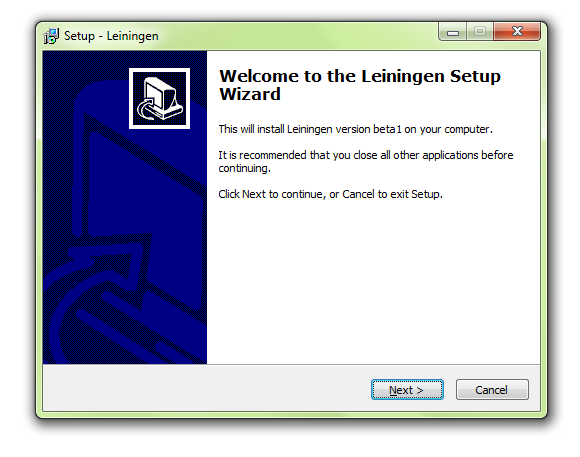 Setup - Leiningen
Welcome to the Leiningen Setup
Wizard
This will install Leiningen version beta1 on your computer.
It is recommended that you close all other applications before
continuing.
Click Next to continue, or Cancel to exit Setup.
Next >
Cancel